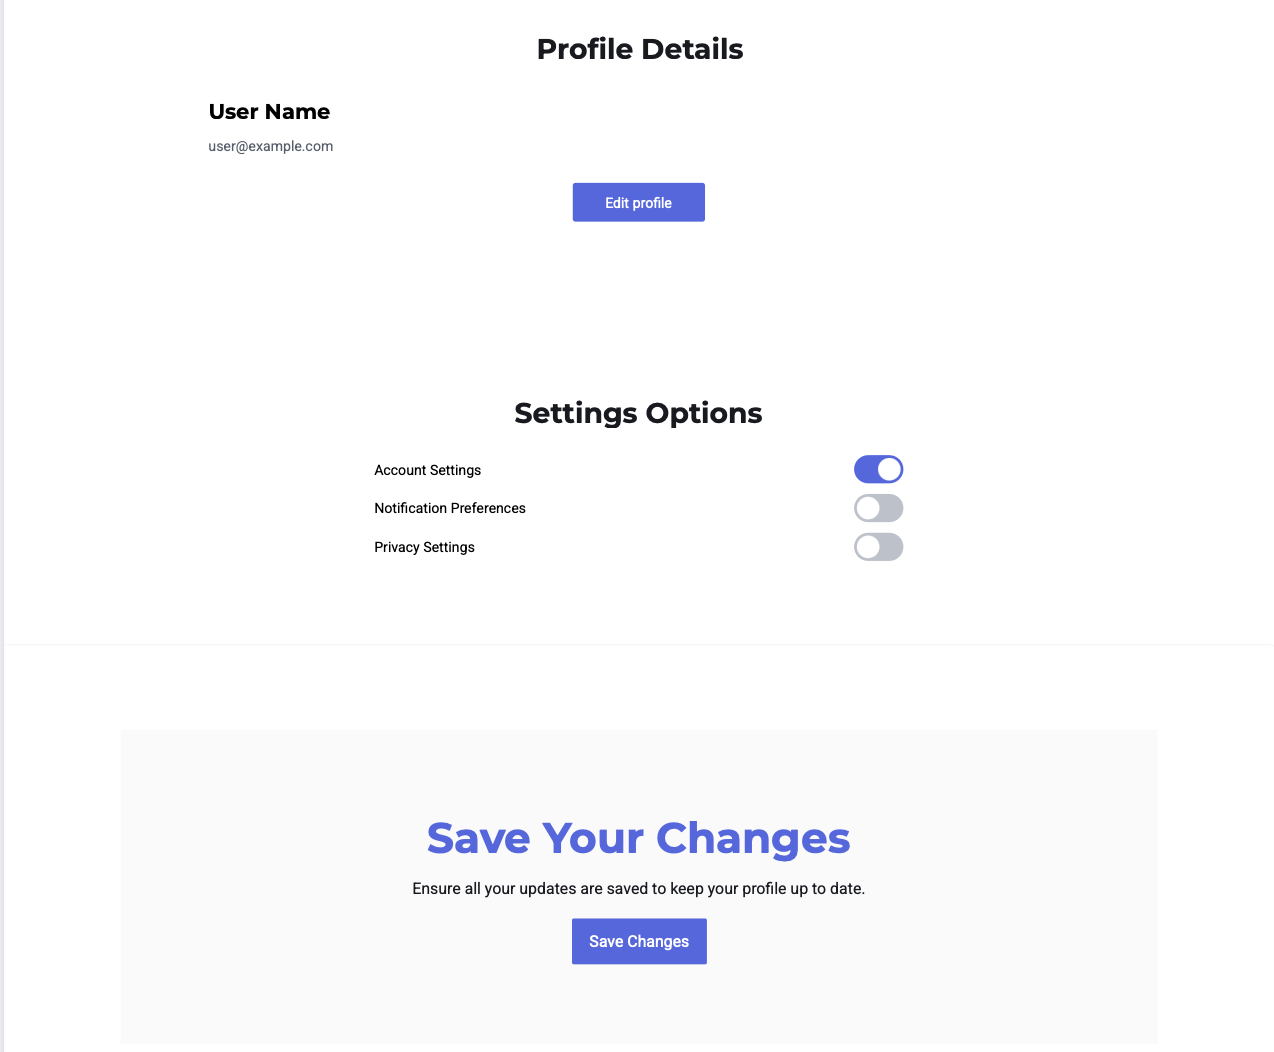 Profile Details
User Name
user@example.com
Edit profile
Settings Options
Account Settings
Notification Preferences
Privacy Settings
Save Your Changes
Ensure all your updates are saved to keep your profile up to date.
Save Changes